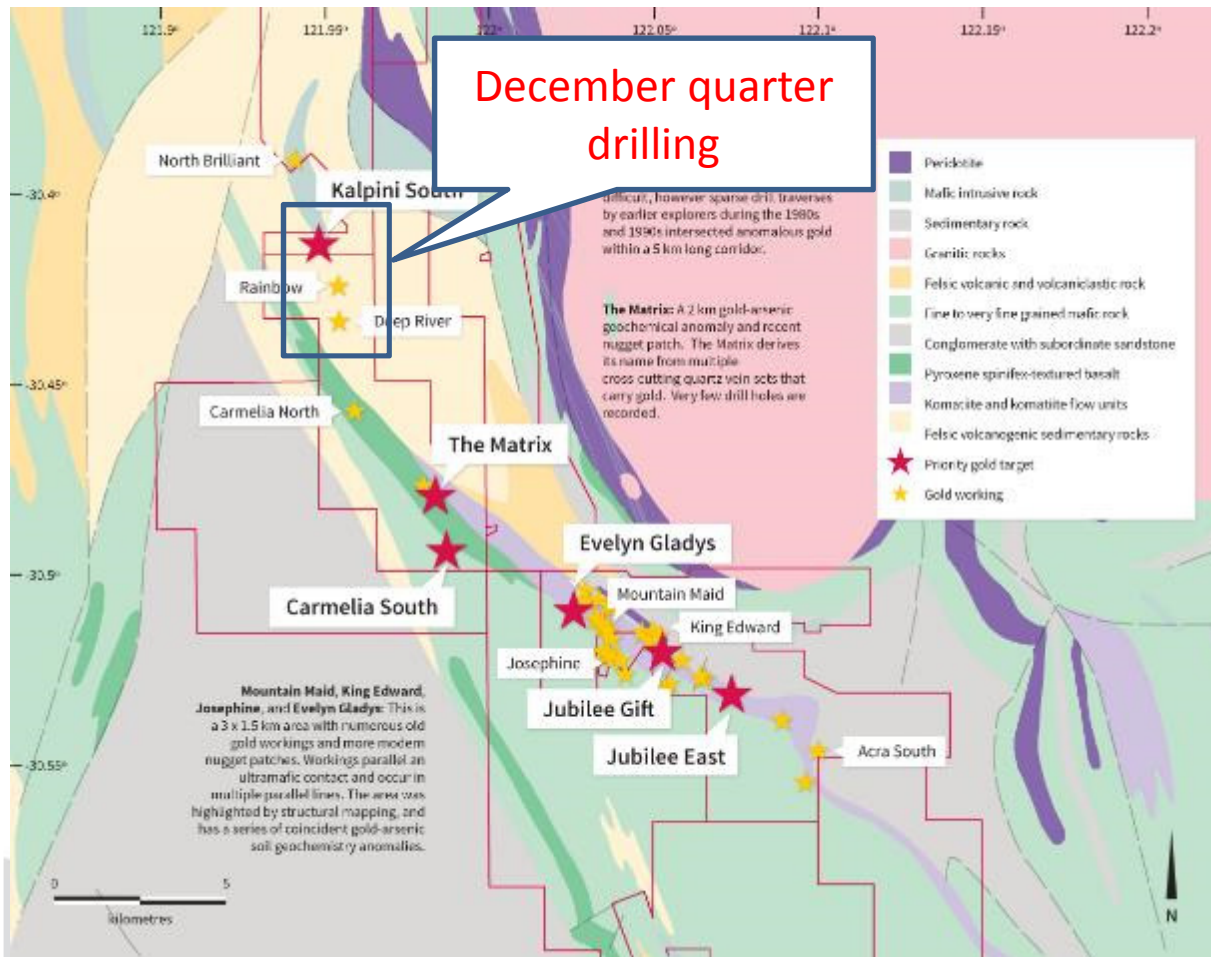 121.9°
121.99°
122°
122.05°
122.1°
122.19°
122.2°
December quarter
drilling
North Brilliant
Kalpini South
-30.4°
difficult, however sparse drill traverses
by earlier explorers during the 1980s
and 1990s intersected anomalous gold
within a 5 km long corridor.
Rainbow
Deep River
The Matrix: A 2 km gold-arsenic
geochemical anomaly and recent
nugget patch. The Matrix derives
its name from multiple
cross-cutting quartz vein sets that
carry gold. Very few drill holes are
recorded.
Peridotite
Mafic intrusive rock
Sedimentary rock
Granitic rocks
Felsic volcanic and volcaniclastic rock
Fine to very fine grained mafic rock
Conglomerate with subordinate sandstone
Pyroxene spinifex-textured basalt
Komatiite and komatiite flow units
Felsic volcanogenic sedimentary rocks
Priority gold target
Gold working
-30.45°
Carmelia North
The Matrix
Evelyn Gladys
-30.9°
Mountain Maid
Carmelia South
King Edward
Josephine
Jubilee Gift
Jubilee East
Acra South
-30.55°
Mountain Maid, King Edward,
Josephine, and Evelyn Gladys: This is
a 3 x 1.5 km area with numerous old
gold workings and more modern
nugget patches. Workings parallel an
ultramafic contact and occur in
multiple parallel lines. The area was
highlighted by structural mapping, and
has a series of coincident gold-arsenic
soil geochemistry anomalies.
0
5
kilometres
N